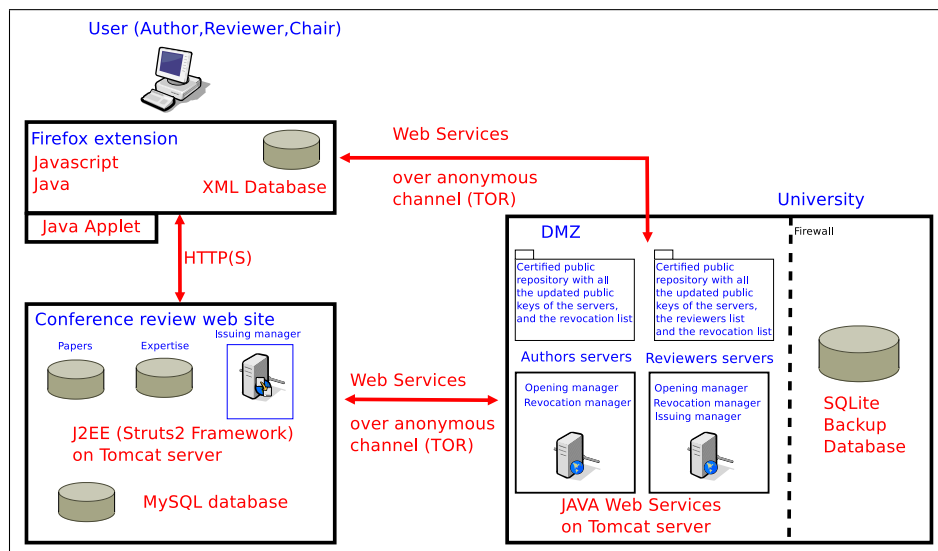 User (Author,Reviewer,Chair)
Firefox extension
Javascript
Java
XML Database
Java Applet
HTTP(S)
Web Services
over anonymous
channel (TOR)
University
DMZ
Firewall
Certified public
repository with all
the updated public
keys of the servers,
and the revocation list
Certified public
repository with all
the updated public
keys of the servers,
the reviewers list
and the revocation list
Authors servers
Reviewers servers
Opening manager
Revocation manager
Opening manager
Revocation manager
Issuing manager
JAVA Web Services
on Tomcat server
SQLite
Backup
Database
Conference review web site
Papers
Expertise
Issuing manager
J2EE (Struts2 Framework)
on Tomcat server
MySQL database
Web Services
over anonymous
channel (TOR)